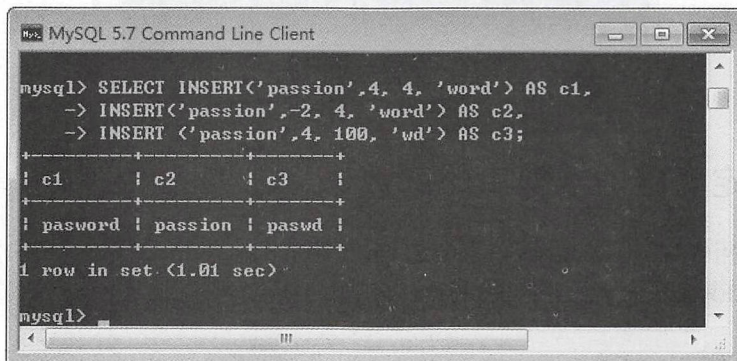 MySQL 5.7 Command Line Client
mysql> SELECT INSERT('passion',4, 4, 'word') AS c1,
    -> INSERT('passion',-2, 4, 'word') AS c2,
    -> INSERT ('passion',4, 100, 'wd') AS c3;
+---------+---------+-------+
| c1      | c2      | c3    |
+---------+---------+-------+
| pasword | passion | paswd |
+---------+---------+-------+
1 row in set (1.01 sec)
mysql>